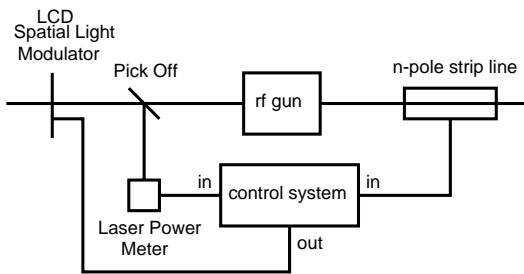 LCD
Spatial Light
Modulator
Pick Off
rf gun
n-pole strip line
in
control system
in
Laser Power
Meter
out